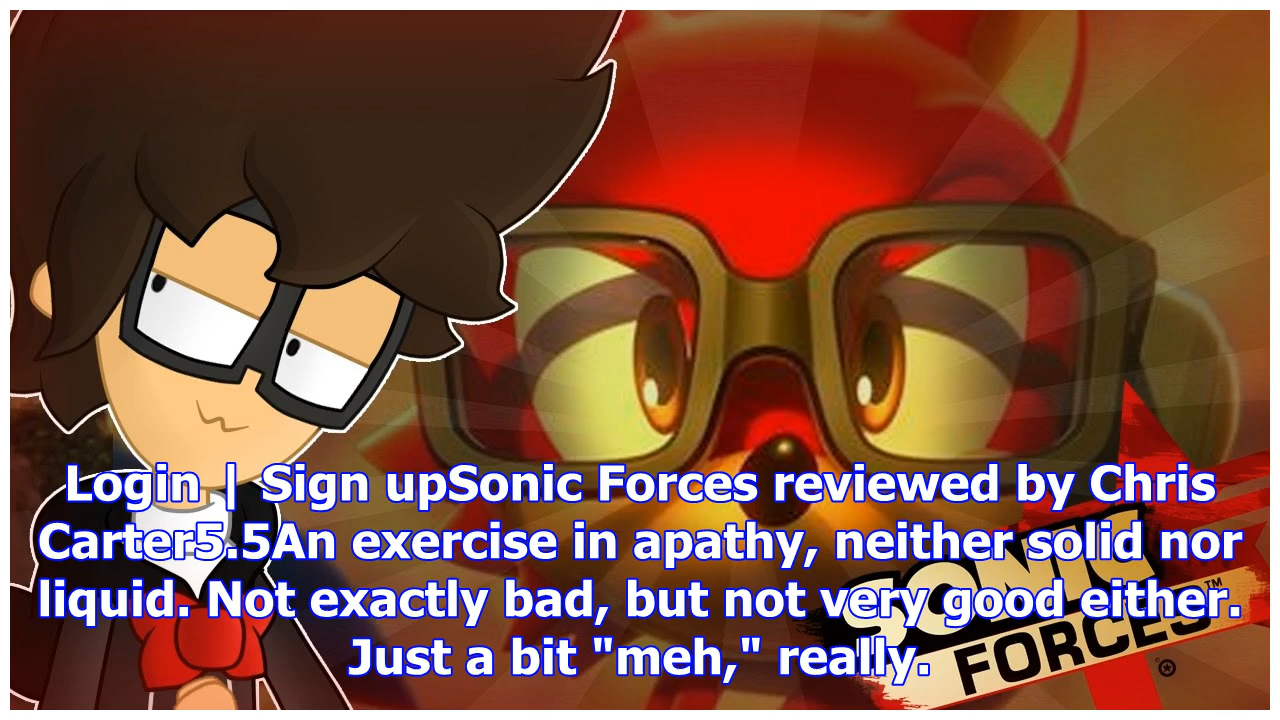 Login | Sign upSonic Forces reviewed by Chris
Carter5.5An exercise in apathy, neither solid nor
liquid. Not exactly bad, but not very good either.
Just a bit "meh," really.
SONIC
FORCES™